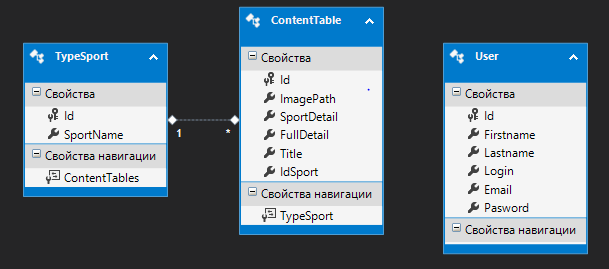 TypeSport
Свойства
Id
SportName
Свойства навигации
ContentTables
1
*
ContentTable
Свойства
Id
ImagePath
SportDetail
FullDetail
Title
IdSport
Свойства навигации
TypeSport
User
Свойства
Id
Firstname
Lastname
Login
Email
Pasword
Свойства навигации